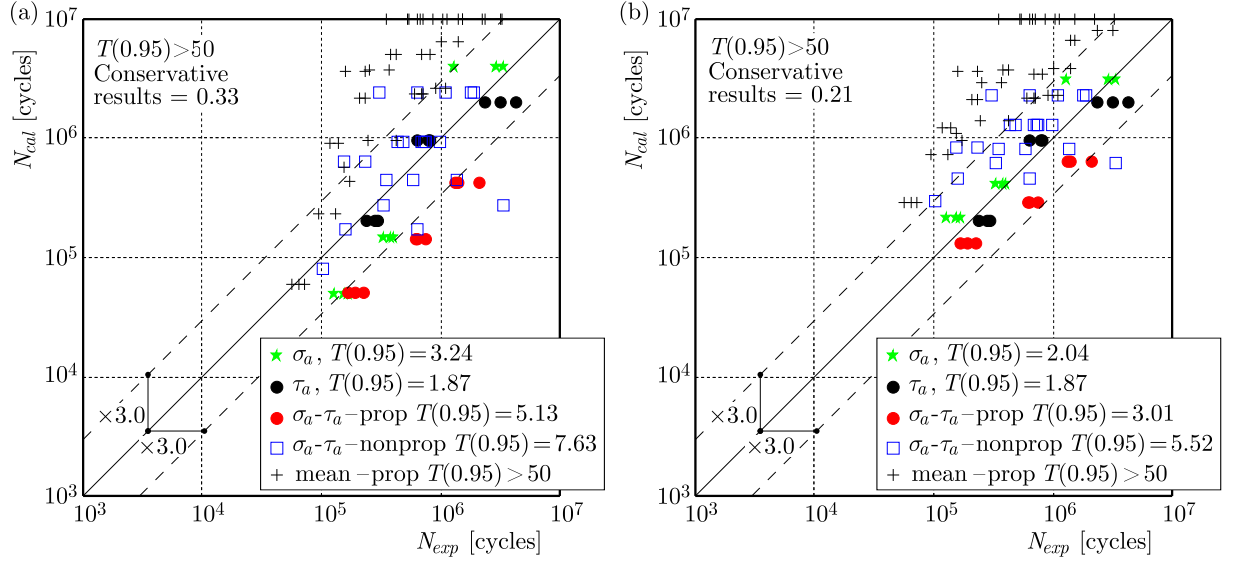 (a)
10^7
T(0.95)>50
Conservative
results = 0.33
N_cal [cycles]
10^6
10^5
10^4
10^3
×3.0
×3.0
σ_a, T(0.95)=3.24
τ_a, T(0.95)=1.87
σ_a-τ_a–prop T(0.95)=5.13
σ_a-τ_a–nonprop T(0.95)=7.63
mean–prop T(0.95)>50
10^3
10^4
10^5
10^6
10^7
N_exp [cycles]
(b)
10^7
T(0.95)>50
Conservative
results = 0.21
N_cal [cycles]
10^6
10^5
10^4
10^3
×3.0
×3.0
σ_a, T(0.95)=2.04
τ_a, T(0.95)=1.87
σ_a-τ_a–prop T(0.95)=3.01
σ_a-τ_a–nonprop T(0.95)=5.52
mean–prop T(0.95)>50
10^3
10^4
10^5
10^6
10^7
N_exp [cycles]